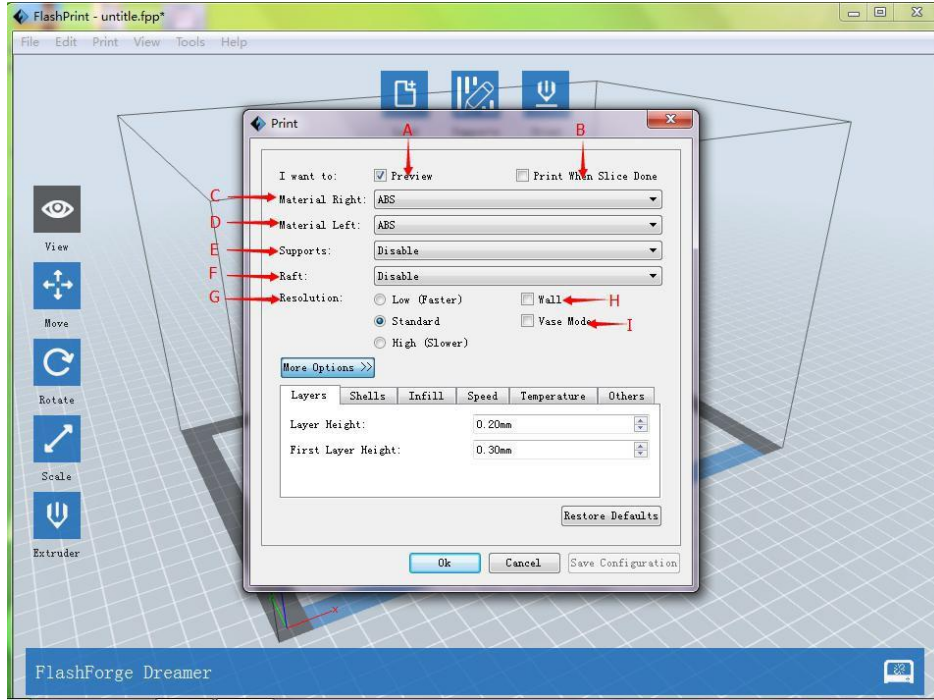 FlashPrint - untitle.fpp*
File Edit Print View Tools Help
Print
A
B
I want to: Preview Print When Slice Done
C Material Right: ABS
D Material Left: ABS
E Supports: Disable
F Raft: Disable
G Resolution: Low (Faster) Wall H
Standard Vase Mode I
High (Slower)
More Options >>
Layers Shells Infill Speed Temperature Others
Layer Height: 0.20mm
First Layer Height: 0.30mm
Restore Defaults
Ok Cancel Save Configuration
View
Move
Rotate
Scale
Extruder
x
FlashForge Dreamer